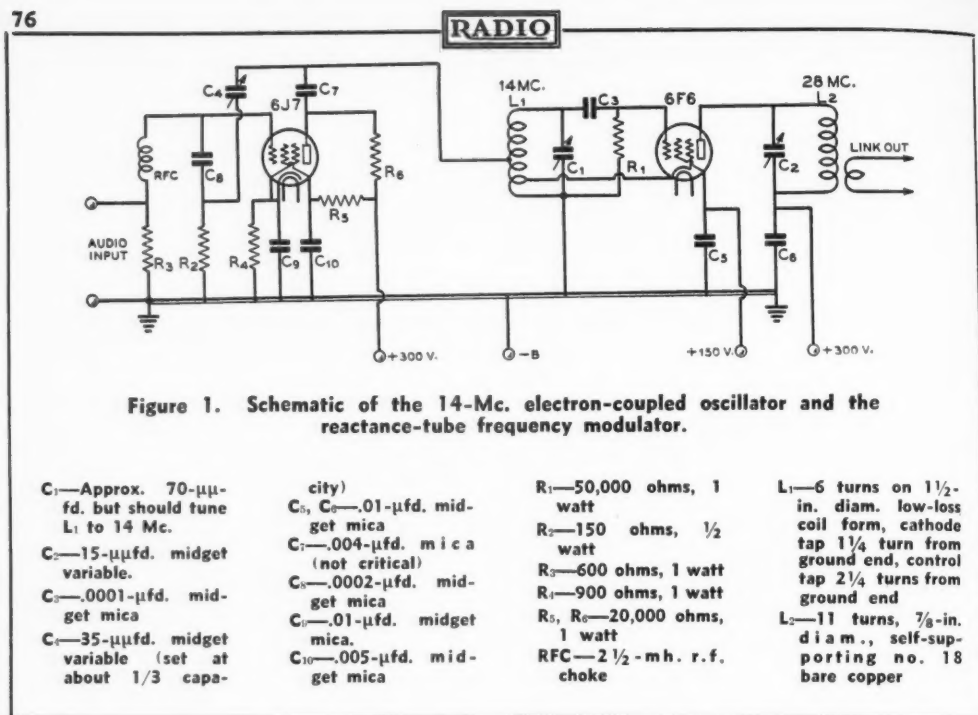 76
RADIO
C4
6J7
C7
14MC.
L1
C3
6F6
28 MC.
L2
LINK OUT
RFC
C8
R6
C1
R1
C2
R5
AUDIO
INPUT
R3
R2
R4
C9
C10
C5
C6
+300 V.
-B
+150 V.
+300 V.
Figure 1. Schematic of the 14-Mc. electron-coupled oscillator and the
reactance-tube frequency modulator.
C₁—Approx. 70-μμ-
fd. but should tune
L₁ to 14 Mc.
C₂—15-μμfd. midget
variable.
C₃—.0001-μfd. mid-
get mica
C₄—35-μμfd. midget
variable (set at
about 1/3 capa-
city)
C₅, C₆—.01-μfd. mid-
get mica
C₇—.004-μfd. mica
(not critical)
C₈—.0002-μfd. mid-
get mica
C₉—.01-μfd. midget
mica.
C₁₀—.005-μfd. mid-
get mica
R₁—50,000 ohms, 1
watt
R₂—150 ohms, ½
watt
R₃—600 ohms, 1 watt
R₄—900 ohms, 1 watt
R₅, R₆—20,000 ohms,
1 watt
RFC—2½-mh. r.f.
choke
L₁—6 turns on 1½-
in. diam. low-loss
coil form, cathode
tap 1¼ turn from
ground end, control
tap 2¼ turns from
ground end
L₂—11 turns, ⅞-in.
diam., self-sup-
porting no. 18
bare copper